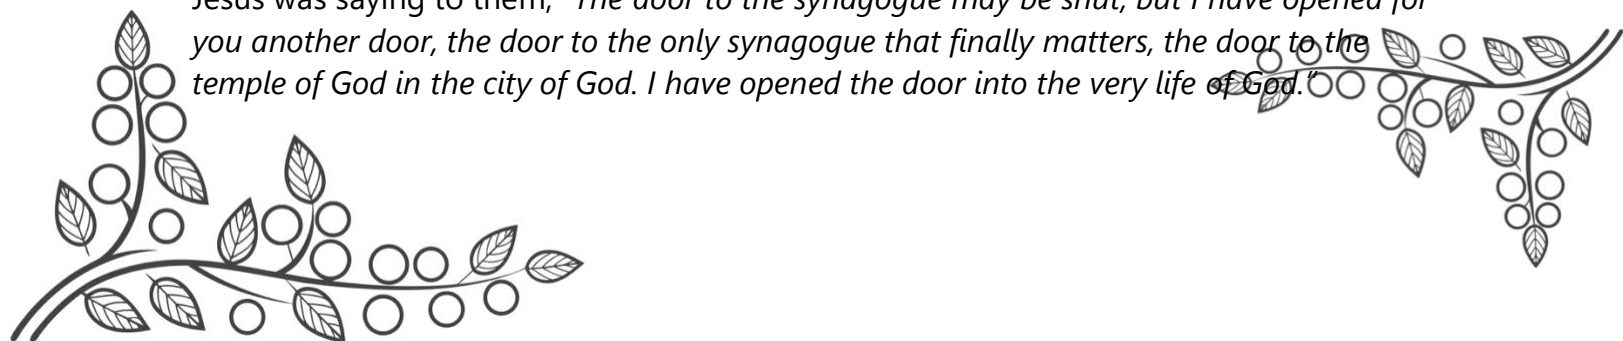 Jesus was saying to them, "The door to the synagogue may be shut, but I have opened for
you another door, the door to the only synagogue that finally matters, the door to the
temple of God in the city of God. I have opened the door into the very life of God."